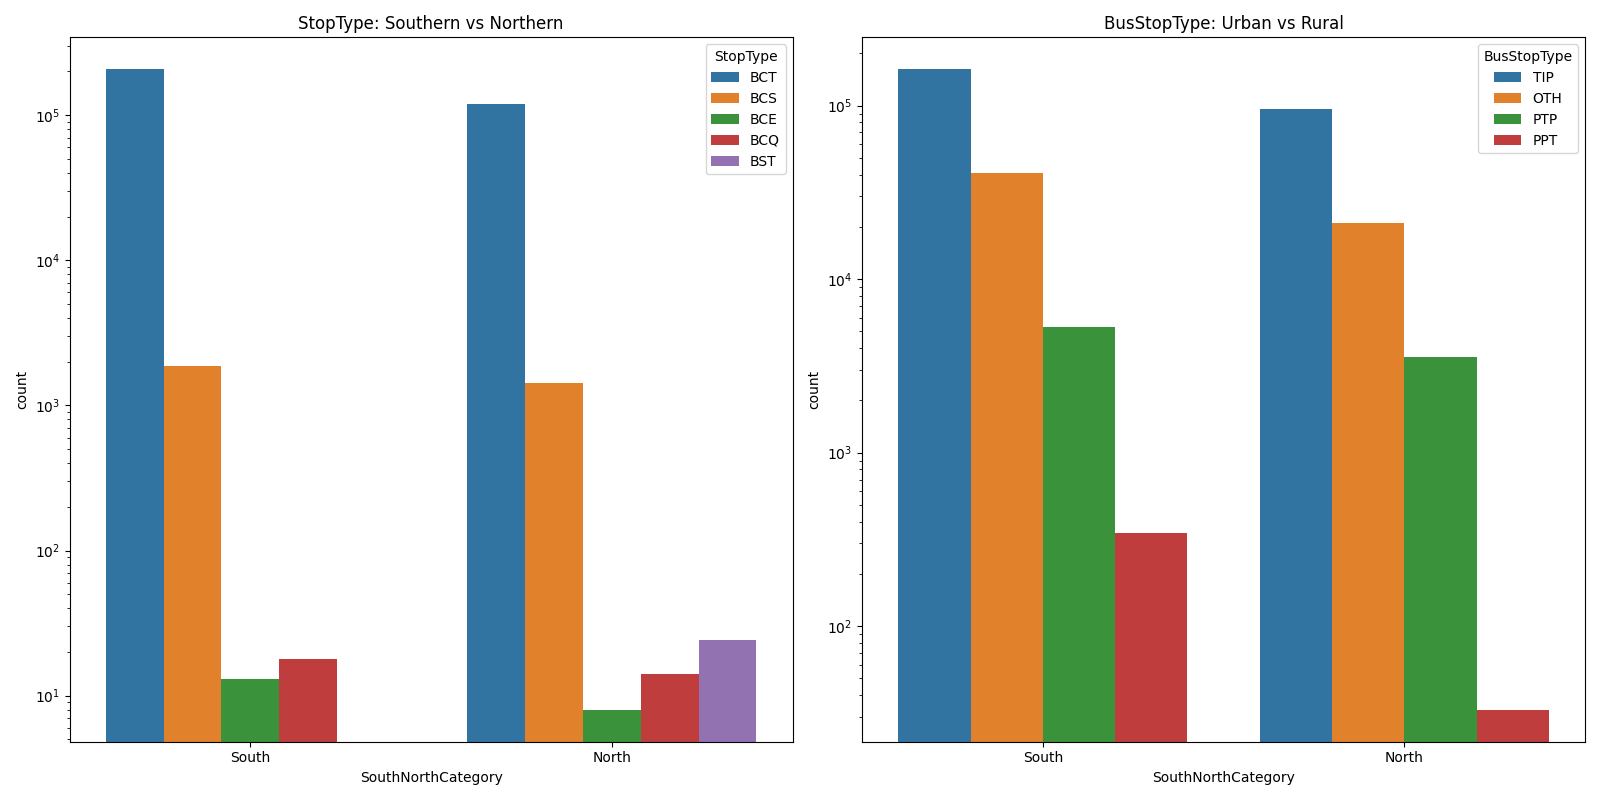 StopType: Southern vs Northern
StopType
BCT
BCS
BCE
BCQ
BST
10^5
10^4
10^3
10^2
10^1
count
South
North
SouthNorthCategory
BusStopType: Urban vs Rural
BusStopType
TIP
OTH
PTP
PPT
10^5
10^4
10^3
10^2
count
South
North
SouthNorthCategory